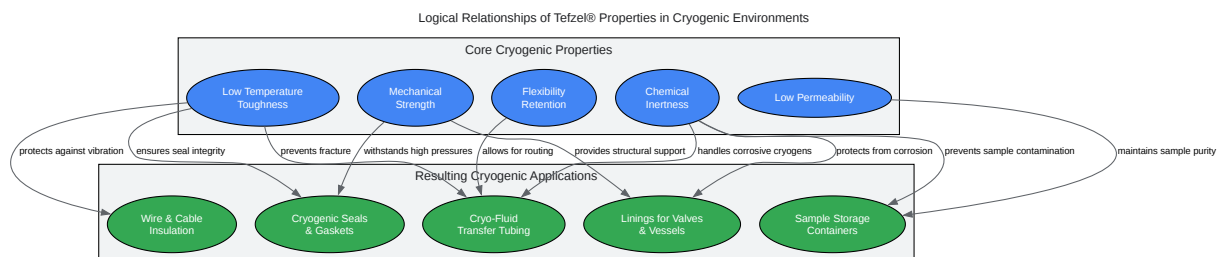 Logical Relationships of Tefzel® Properties in Cryogenic Environments
Core Cryogenic Properties
Low Temperature
Toughness
Mechanical
Strength
Flexibility
Retention
Chemical
Inertness
Low Permeability
protects against vibration
ensures seal integrity
prevents fracture
withstands high pressures
allows for routing
provides structural support
handles corrosive cryogens
protects from corrosion
prevents sample contamination
maintains sample purity
Resulting Cryogenic Applications
Wire & Cable
Insulation
Cryogenic Seals
& Gaskets
Cryo-Fluid
Transfer Tubing
Linings for Valves
& Vessels
Sample Storage
Containers